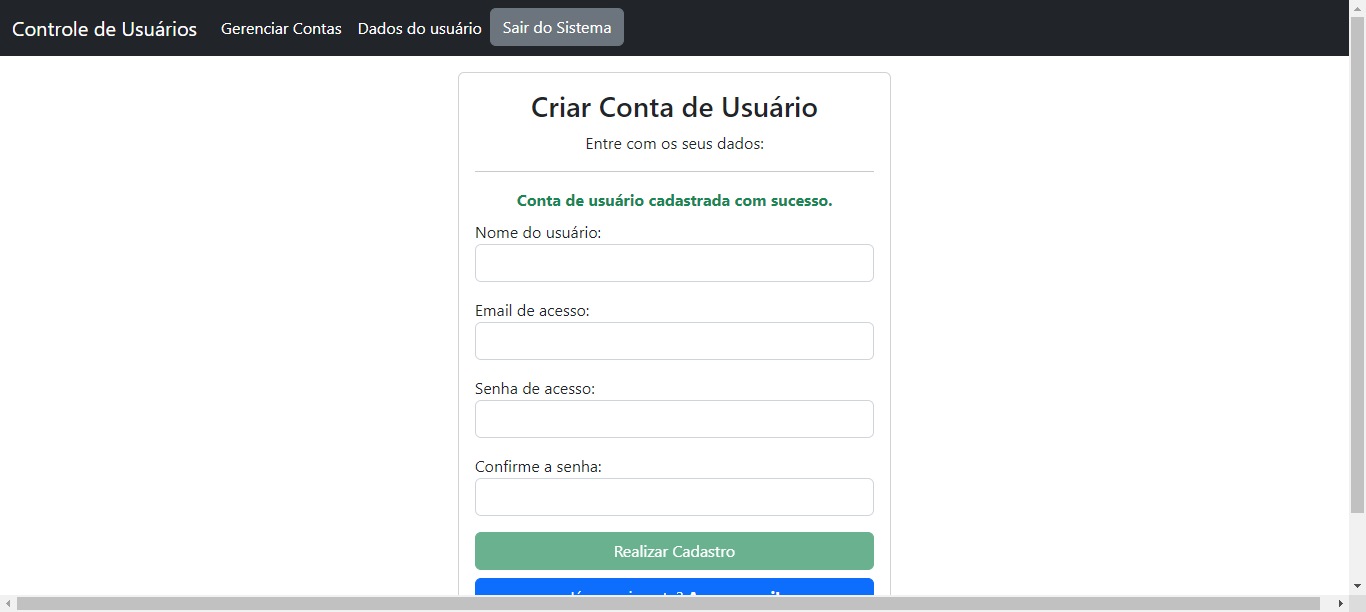 Controle de Usuários Gerenciar Contas Dados do usuário Sair do Sistema
Criar Conta de Usuário
Entre com os seus dados:
Conta de usuário cadastrada com sucesso.
Nome do usuário:
Email de acesso:
Senha de acesso:
Confirme a senha:
Realizar Cadastro